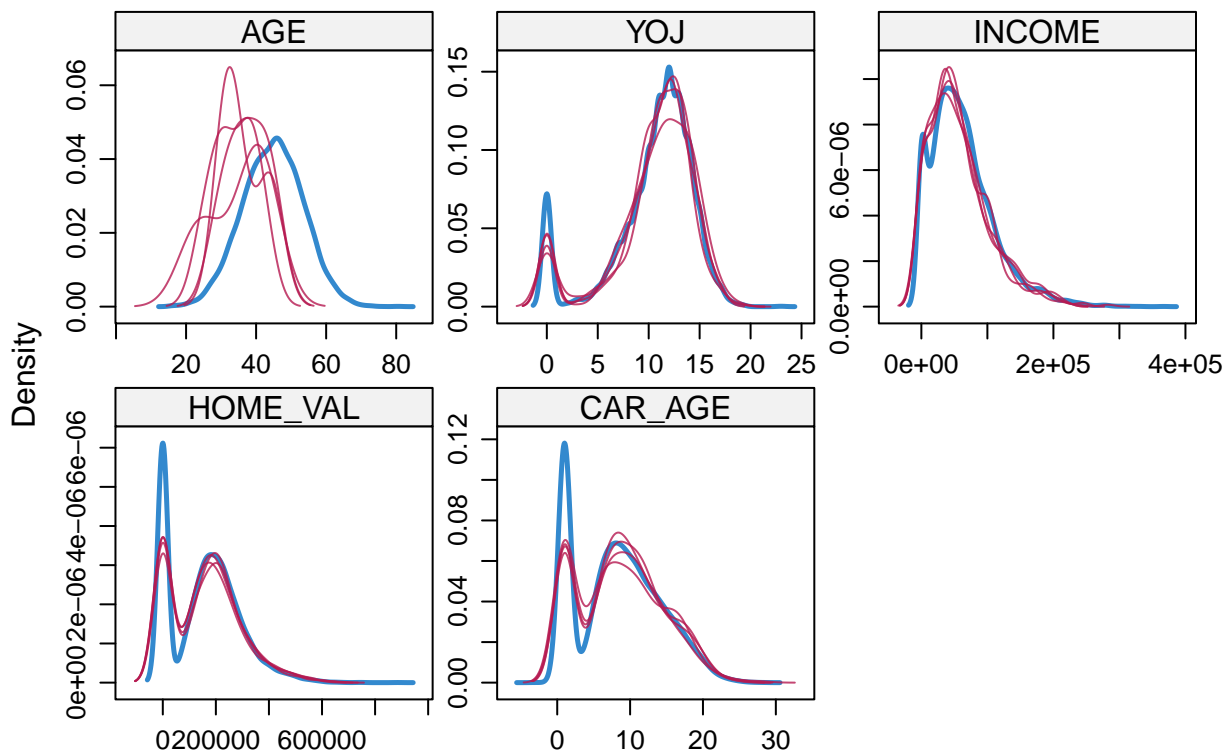 AGE
YOJ
INCOME
0.00 0.02 0.04 0.06
20 40 60 80
0.00 0.05 0.10 0.15
0 5 10 15 20 25
0.0e+00 6.0e−06
0e+00 2e+05 4e+05
Density
HOME_VAL
CAR_AGE
0e+002e−064e−066e−06
0200000 600000
0.00 0.04 0.08 0.12
0 10 20 30